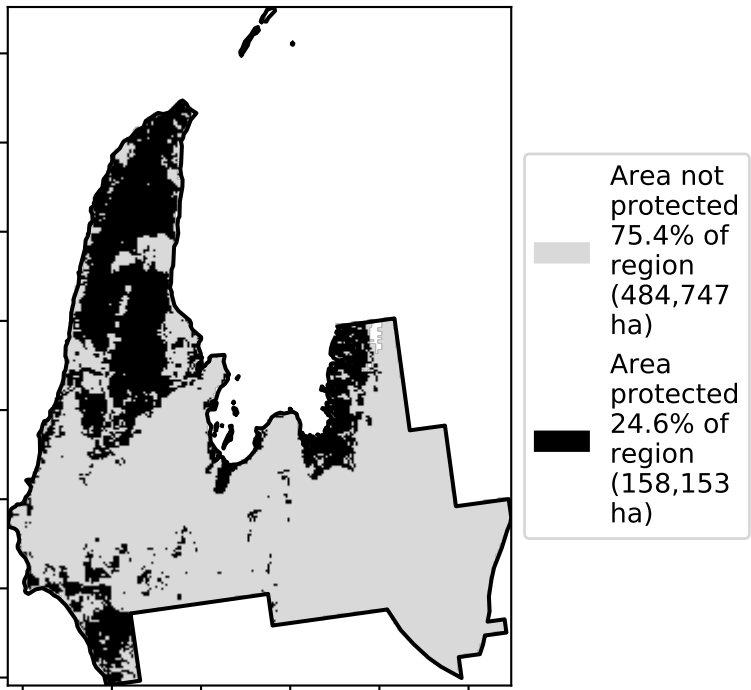 Area not
protected
75.4% of
region
(484,747
ha)
Area
protected
24.6% of
region
(158,153
ha)